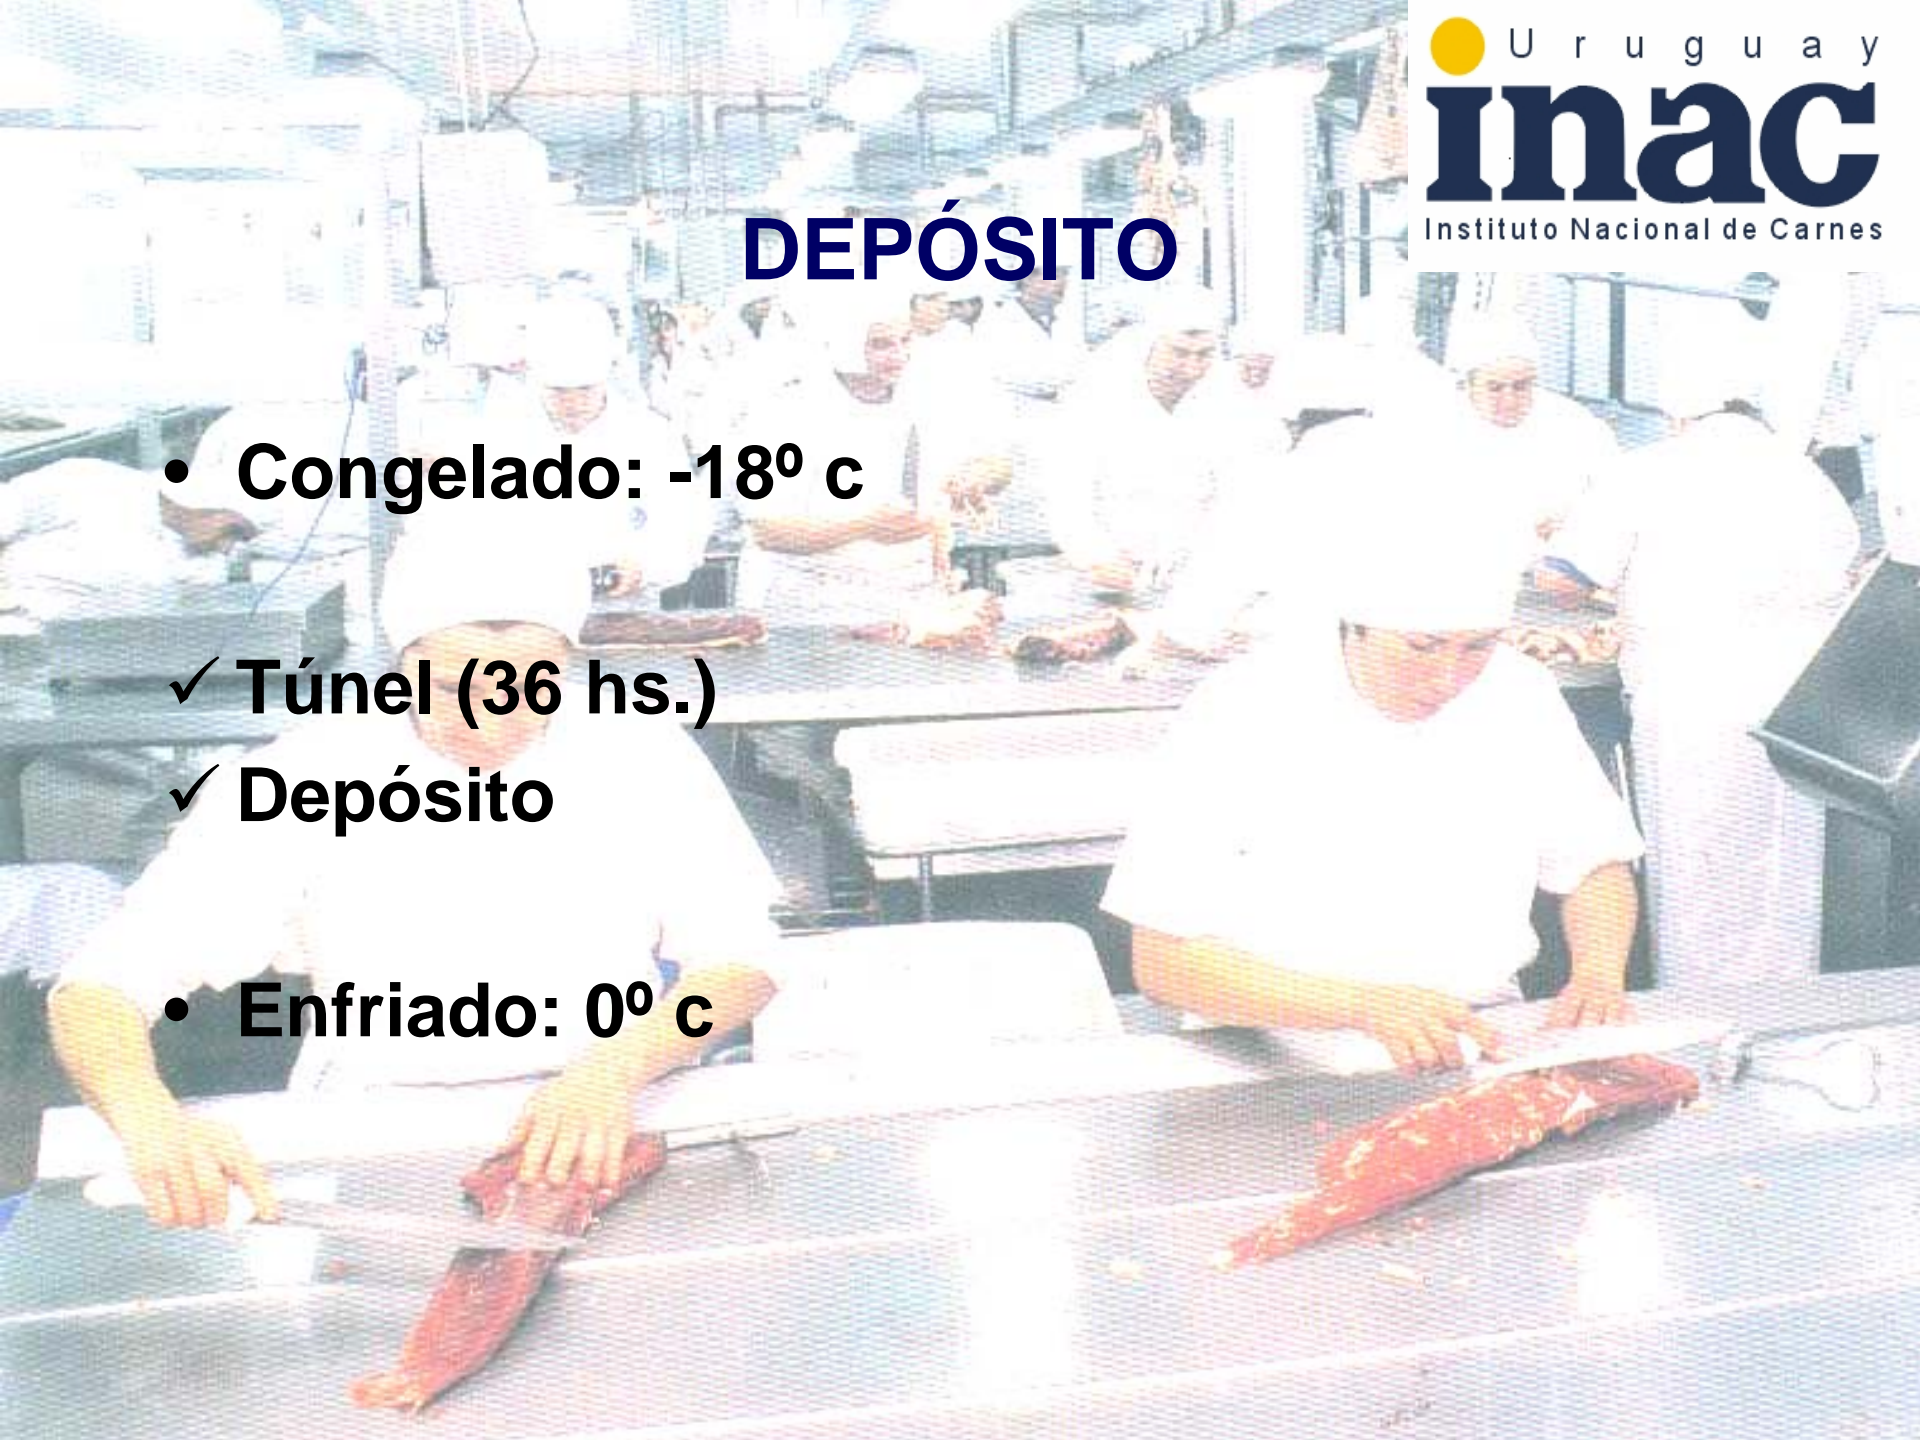 Uruguay
inac
Instituto Nacional de Carnes
DEPÓSITO
• Congelado: -18º c
✓ Túnel (36 hs.)
✓ Depósito
• Enfriado: 0º c